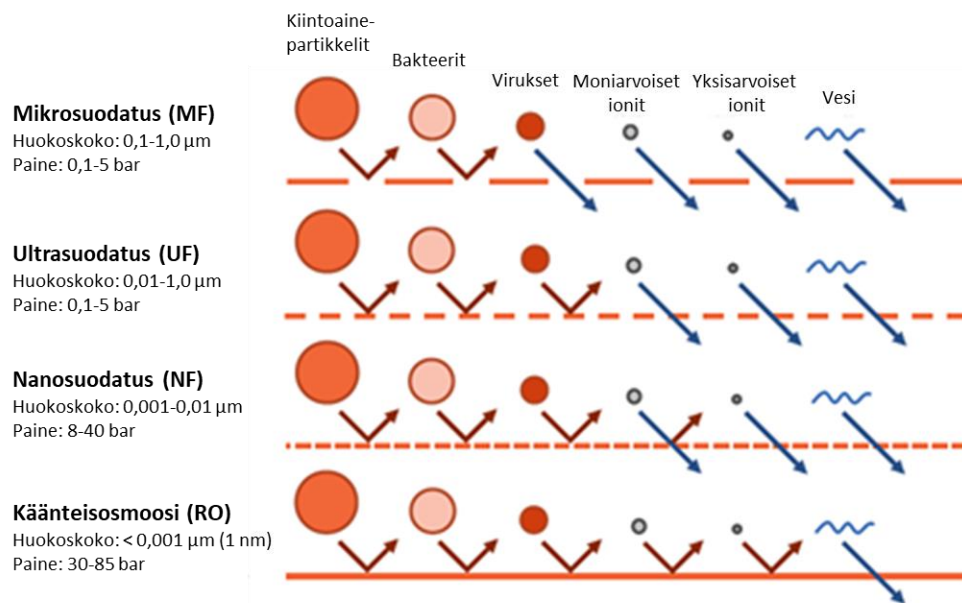 Kiintoaine-
partikkelit
Bakteerit
Virukset
Moniarvoiset
ionit
Yksisarvoiset
ionit
Vesi
Mikrosuodatus (MF)
Huokoskoko: 0,1-1,0 µm
Paine: 0,1-5 bar
Ultrasuodatus (UF)
Huokoskoko: 0,01-1,0 µm
Paine: 0,1-5 bar
Nanosuodatus (NF)
Huokoskoko: 0,001-0,01 µm
Paine: 8-40 bar
Käänteisosmoosi (RO)
Huokoskoko: < 0,001 µm (1 nm)
Paine: 30-85 bar